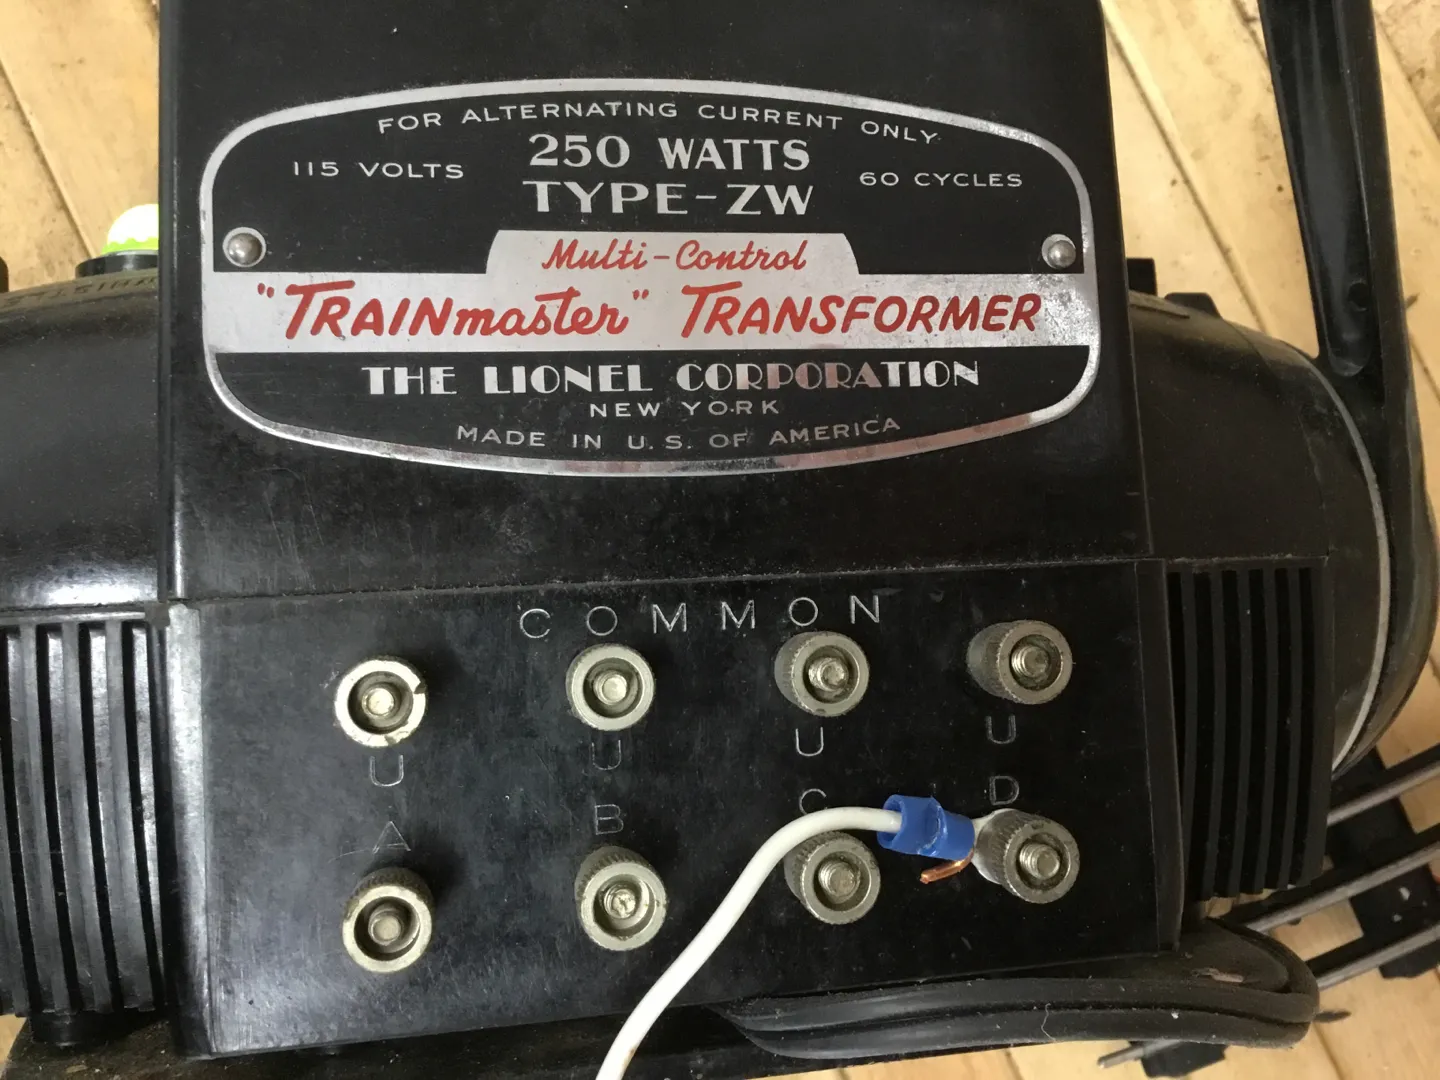 FOR ALTERNATING CURRENT ONLY
115 VOLTS 250 WATTS 60 CYCLES
TYPE-ZW
Multi-Control
"TRAINmaster" TRANSFORMER
THE LIONEL CORPORATION
NEW YORK
MADE IN U.S. OF AMERICA
COMMON
U U U U
A B C D